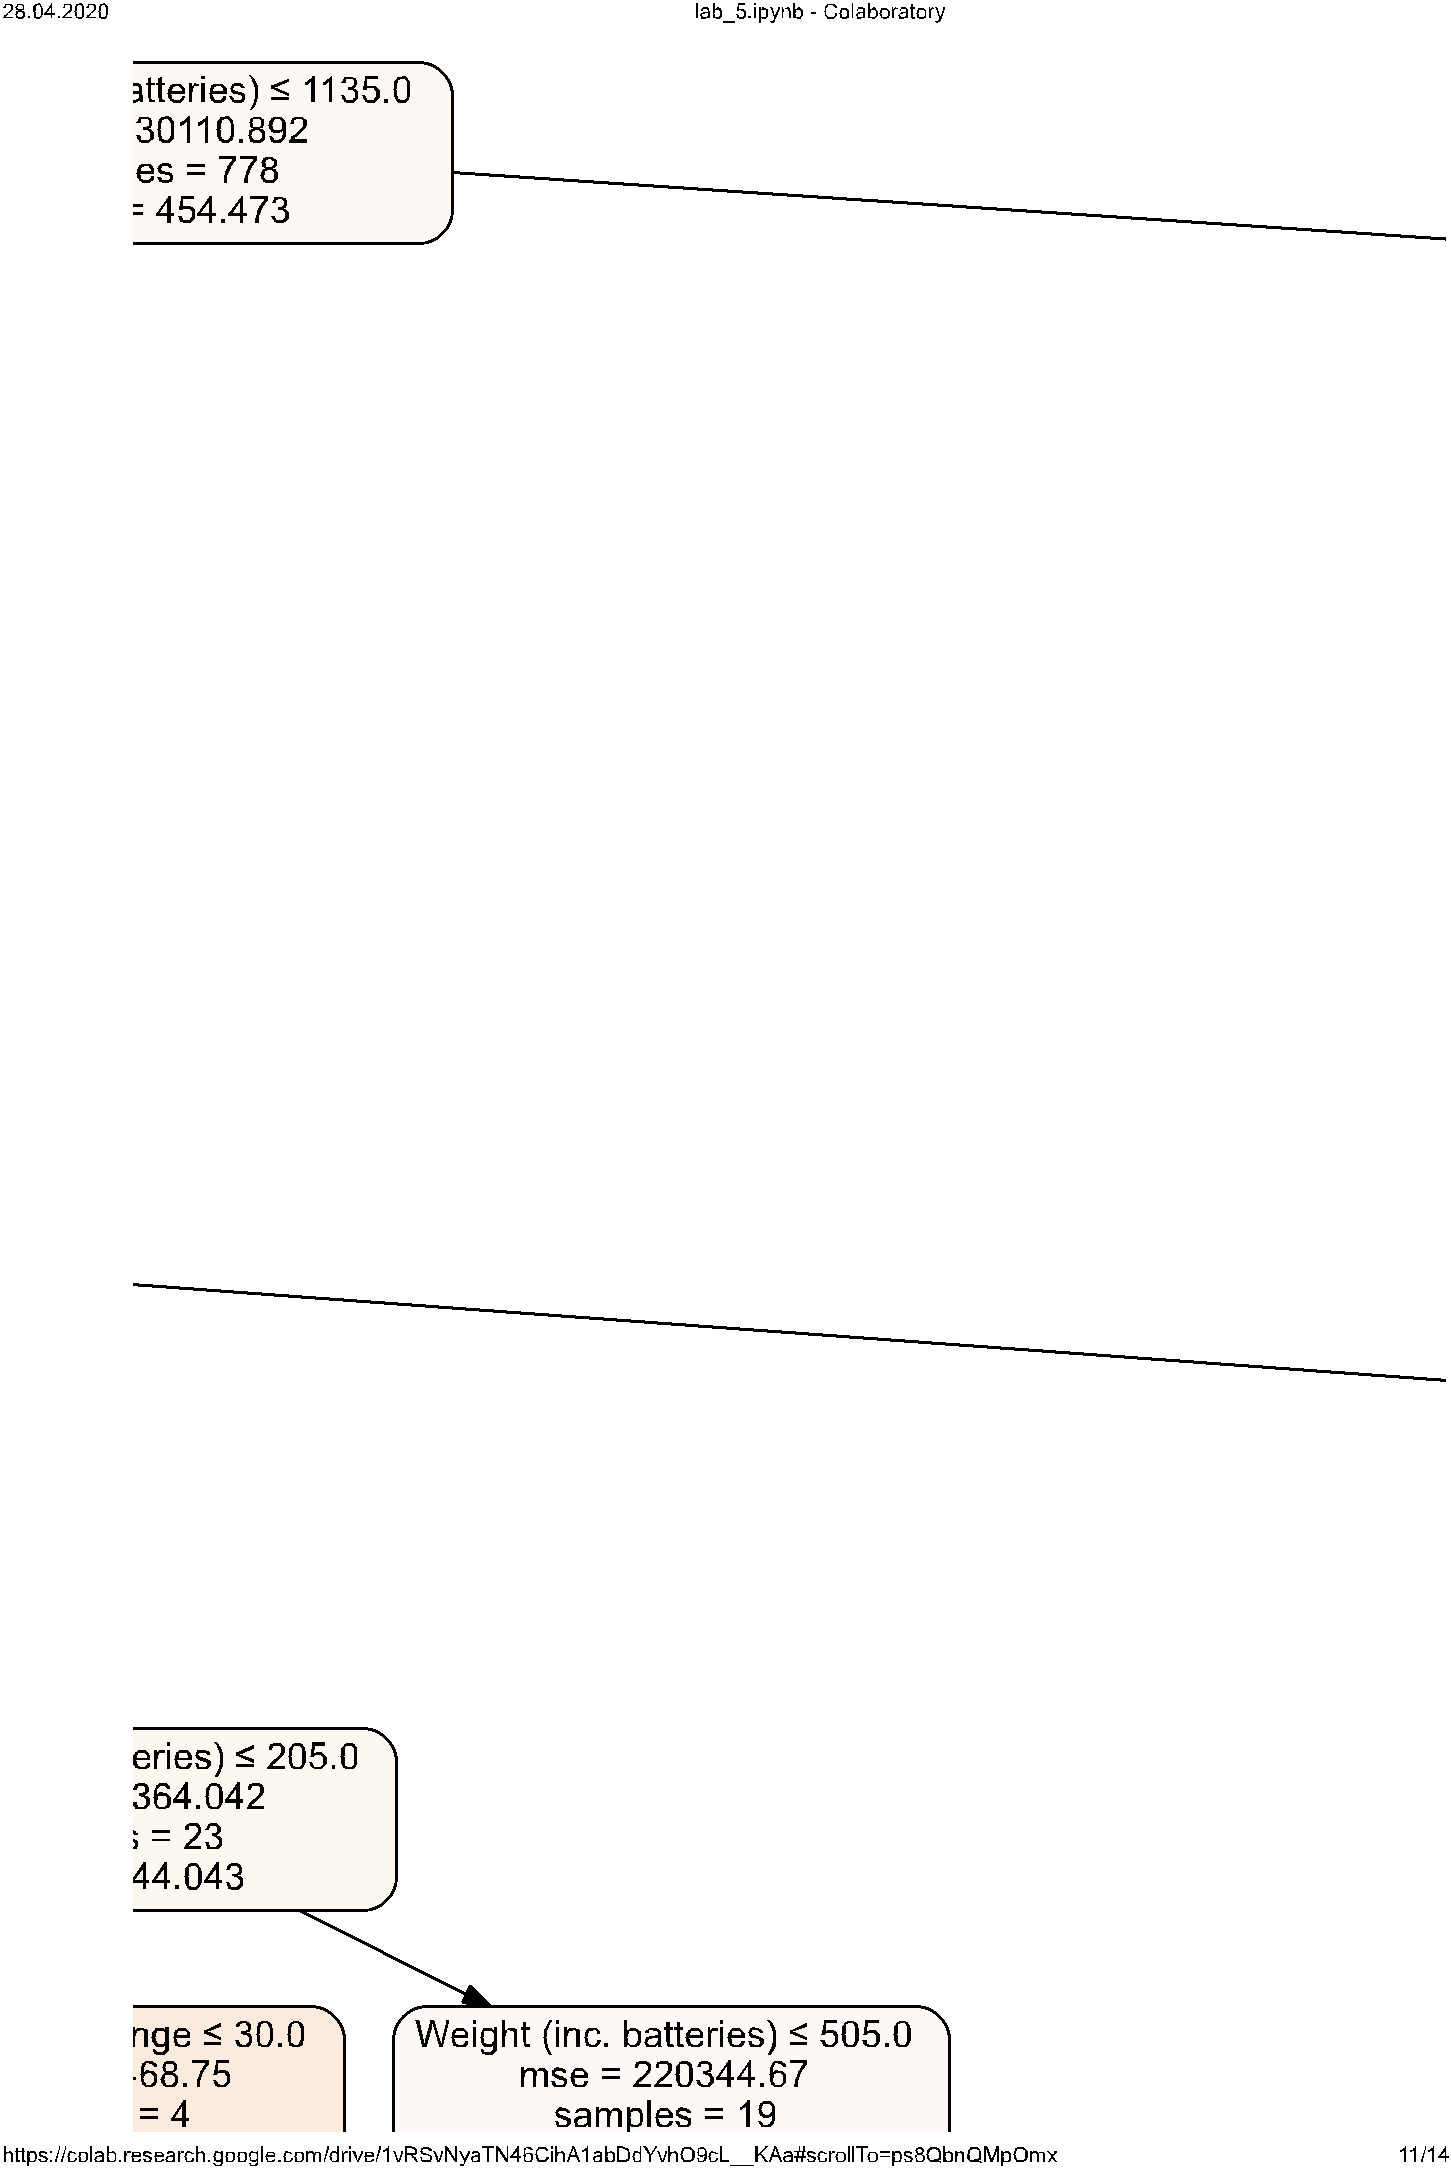 28.04.2020 lab_5.ipynb - Colaboratory
atteries) ≤ 1135.0
30110.892
es = 778
= 454.473
eries) ≤ 205.0
364.042
s = 23
44.043
nge ≤ 30.0
68.75
= 4
Weight (inc. batteries) ≤ 505.0
mse = 220344.67
samples = 19
https://colab.research.google.com/drive/1vRSvNyaTN46CihA1abDdYvhO9cL__KAa#scrollTo=ps8QbnQMpOmx 11/14